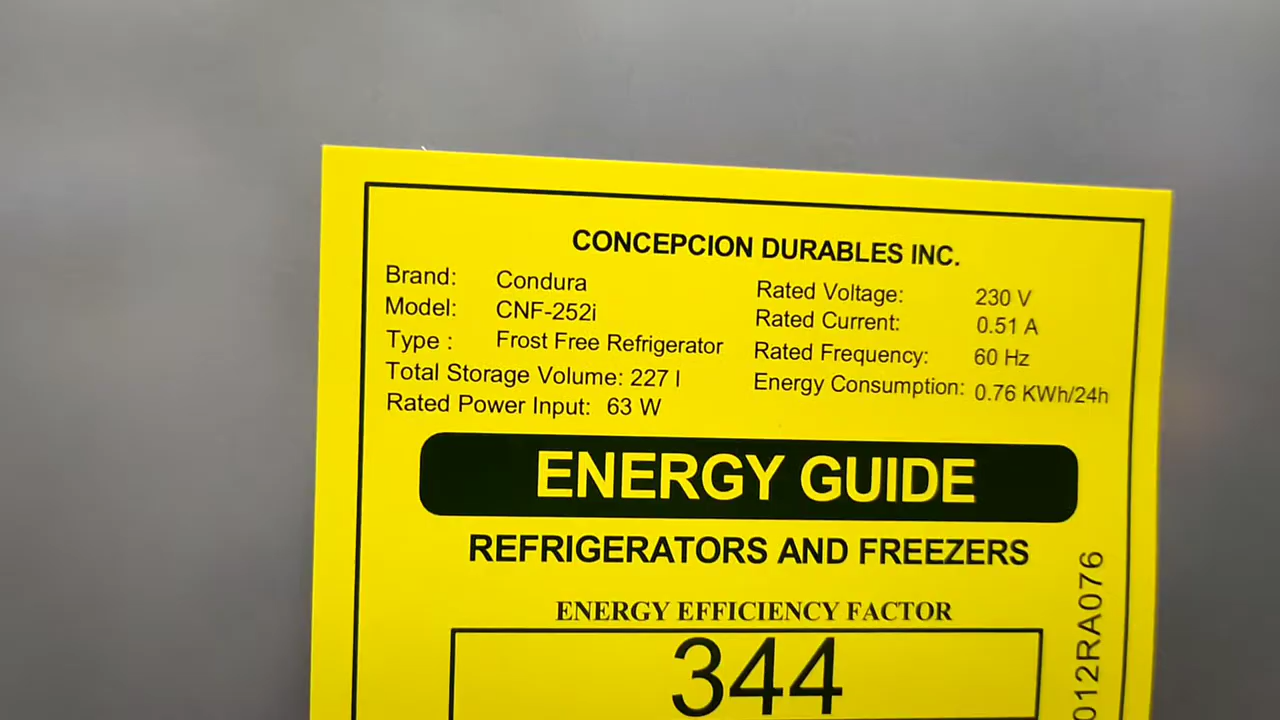 CONCEPCION DURABLES INC.
Brand: Condura
Model: CNF-252i
Type : Frost Free Refrigerator
Total Storage Volume: 227 l
Rated Power Input: 63 W
Rated Voltage: 230 V
Rated Current: 0.51 A
Rated Frequency: 60 Hz
Energy Consumption: 0.76 KWh/24h
ENERGY GUIDE
REFRIGERATORS AND FREEZERS
ENERGY EFFICIENCY FACTOR
344
012RA076